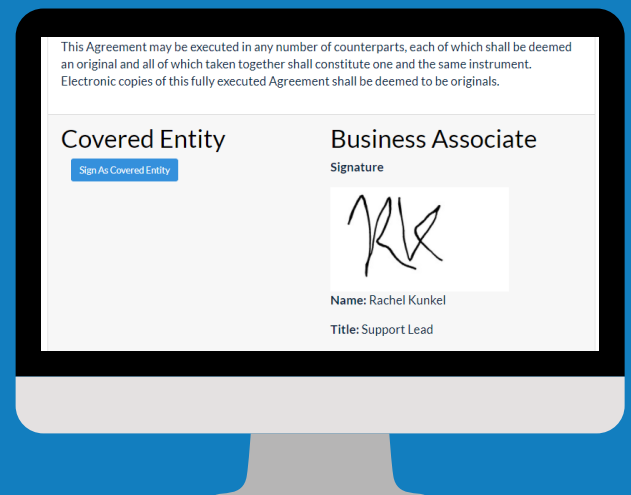 This Agreement may be executed in any number of counterparts, each of which shall be deemed
an original and all of which taken together shall constitute one and the same instrument.
Electronic copies of this fully executed Agreement shall be deemed to be originals.
Covered Entity
Sign As Covered Entity
Business Associate
Signature
Name: Rachel Kunkel
Title: Support Lead